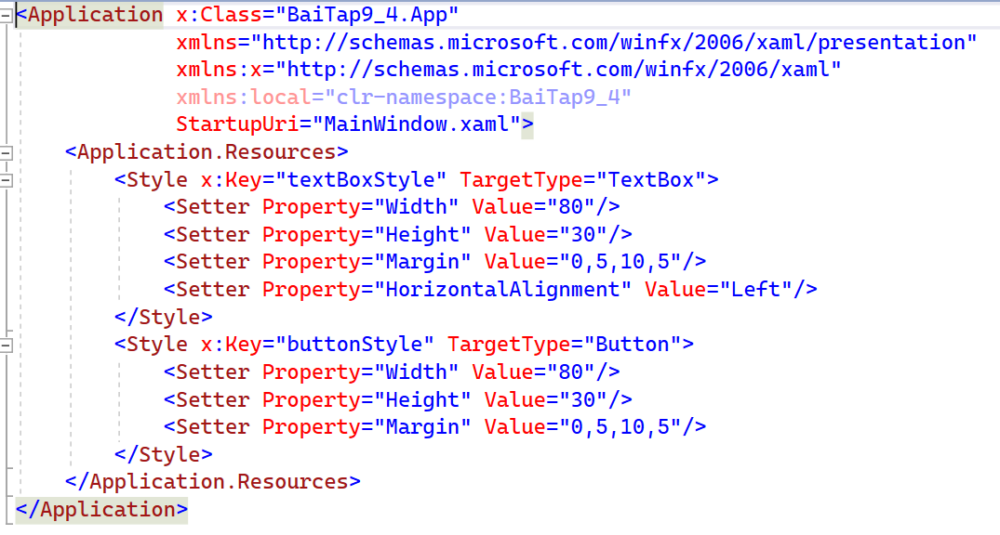 <Application x:Class="BaiTap9_4.App"
             xmlns="http://schemas.microsoft.com/winfx/2006/xaml/presentation"
             xmlns:x="http://schemas.microsoft.com/winfx/2006/xaml"
             xmlns:local="clr-namespace:BaiTap9_4"
             StartupUri="MainWindow.xaml">
    <Application.Resources>
        <Style x:Key="textBoxStyle" TargetType="TextBox">
            <Setter Property="Width" Value="80"/>
            <Setter Property="Height" Value="30"/>
            <Setter Property="Margin" Value="0,5,10,5"/>
            <Setter Property="HorizontalAlignment" Value="Left"/>
        </Style>
        <Style x:Key="buttonStyle" TargetType="Button">
            <Setter Property="Width" Value="80"/>
            <Setter Property="Height" Value="30"/>
            <Setter Property="Margin" Value="0,5,10,5"/>
        </Style>
    </Application.Resources>
</Application>